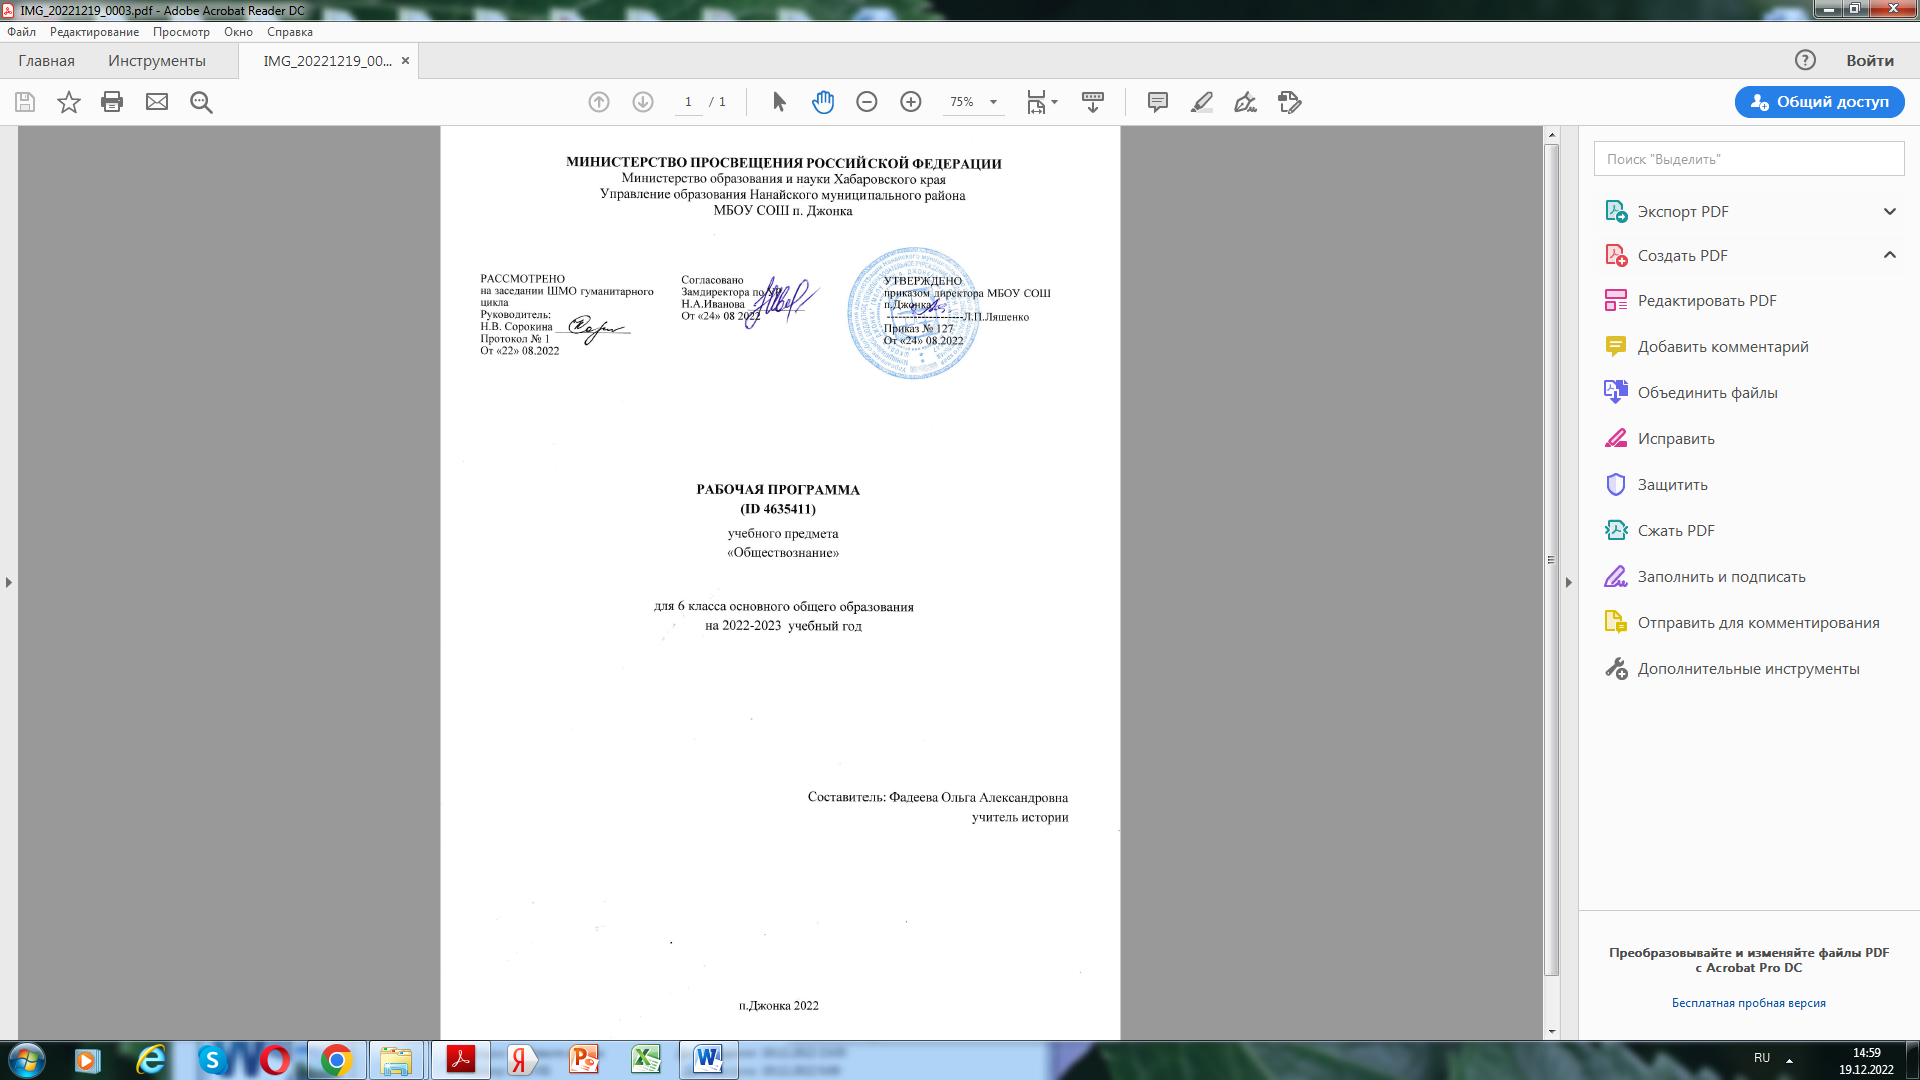 IMG_20221219_0003.pdf - Adobe Acrobat Reader DC
Файл Редактирование Просмотр Окно Справка
Главная Инструменты IMG_20221219_00... ×
Войти
1 / 1 75% Общий доступ
МИНИСТЕРСТВО ПРОСВЕЩЕНИЯ РОССИЙСКОЙ ФЕДЕРАЦИИ
Министерство образования и науки Хабаровского края
Управление образования Нанайского муниципального района
МБОУ СОШ п. Джонка
РАССМОТРЕНО
на заседании ШМО гуманитарного
цикла
Руководитель:
Н.В. Сорокина
Протокол № 1
От «22» 08.2022
Согласовано
Замдиректора по УР
Н.А.Иванова
От «24» 08 2022
УТВЕРЖДЕНО
приказом директора МБОУ СОШ
п.Джонка
----------------------Л.П.Ляшенко
Приказ № 127
От «24» 08.2022
РАБОЧАЯ ПРОГРАММА
(ID 4635411)
учебного предмета
«Обществознание»
для 6 класса основного общего образования
на 2022-2023 учебный год
Составитель: Фадеева Ольга Александровна
учитель истории
п.Джонка 2022
Поиск "Выделить"
Экспорт PDF
Создать PDF
Редактировать PDF
Добавить комментарий
Объединить файлы
Исправить
Защитить
Сжать PDF
Заполнить и подписать
Отправить для комментирования
Дополнительные инструменты
Преобразовывайте и изменяйте файлы PDF
с Acrobat Pro DC
Бесплатная пробная версия
RU
14:59
19.12.2022